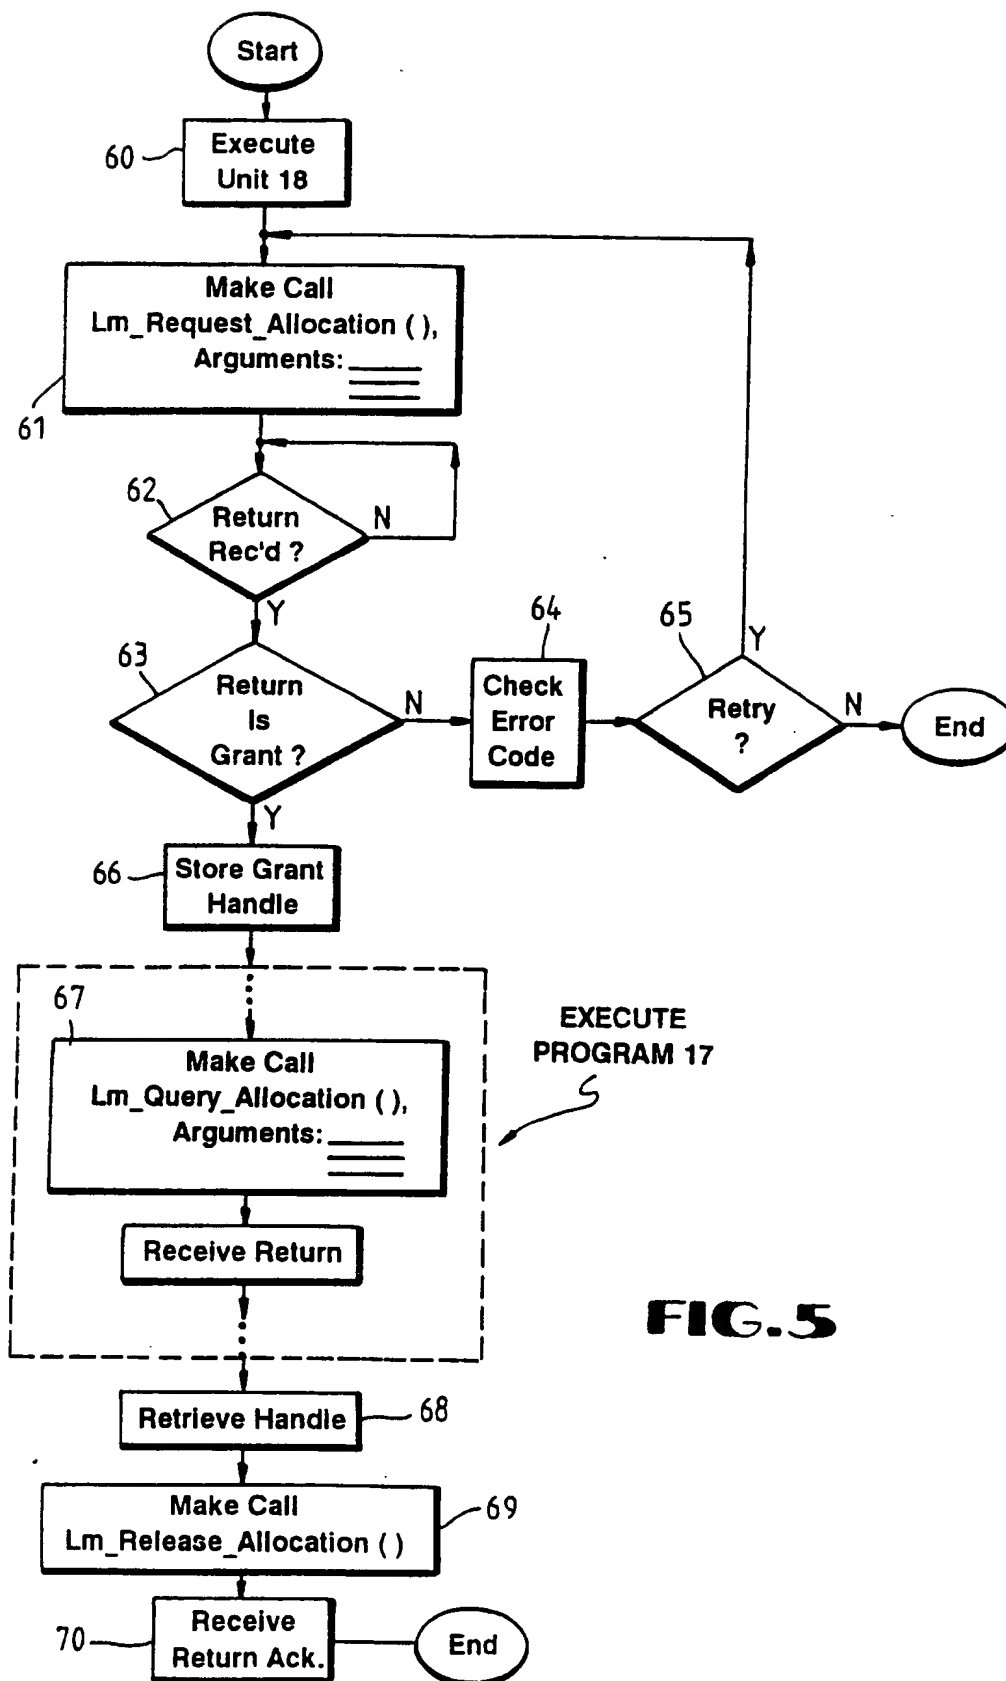 Start
60
Execute
Unit 18
Make Call
Lm_Request_Allocation ( ),
Arguments:
61
62
Return
Rec'd ?
N
Y
63
Return
Is
Grant ?
N
Y
64
Check
Error
Code
65
Retry
?
Y
N
End
66
Store Grant
Handle
67
Make Call
Lm_Query_Allocation ( ),
Arguments:
EXECUTE
PROGRAM 17
Receive Return
FIG.5
Retrieve Handle
68
Make Call
Lm_Release_Allocation ( )
69
70
Receive
Return Ack.
End